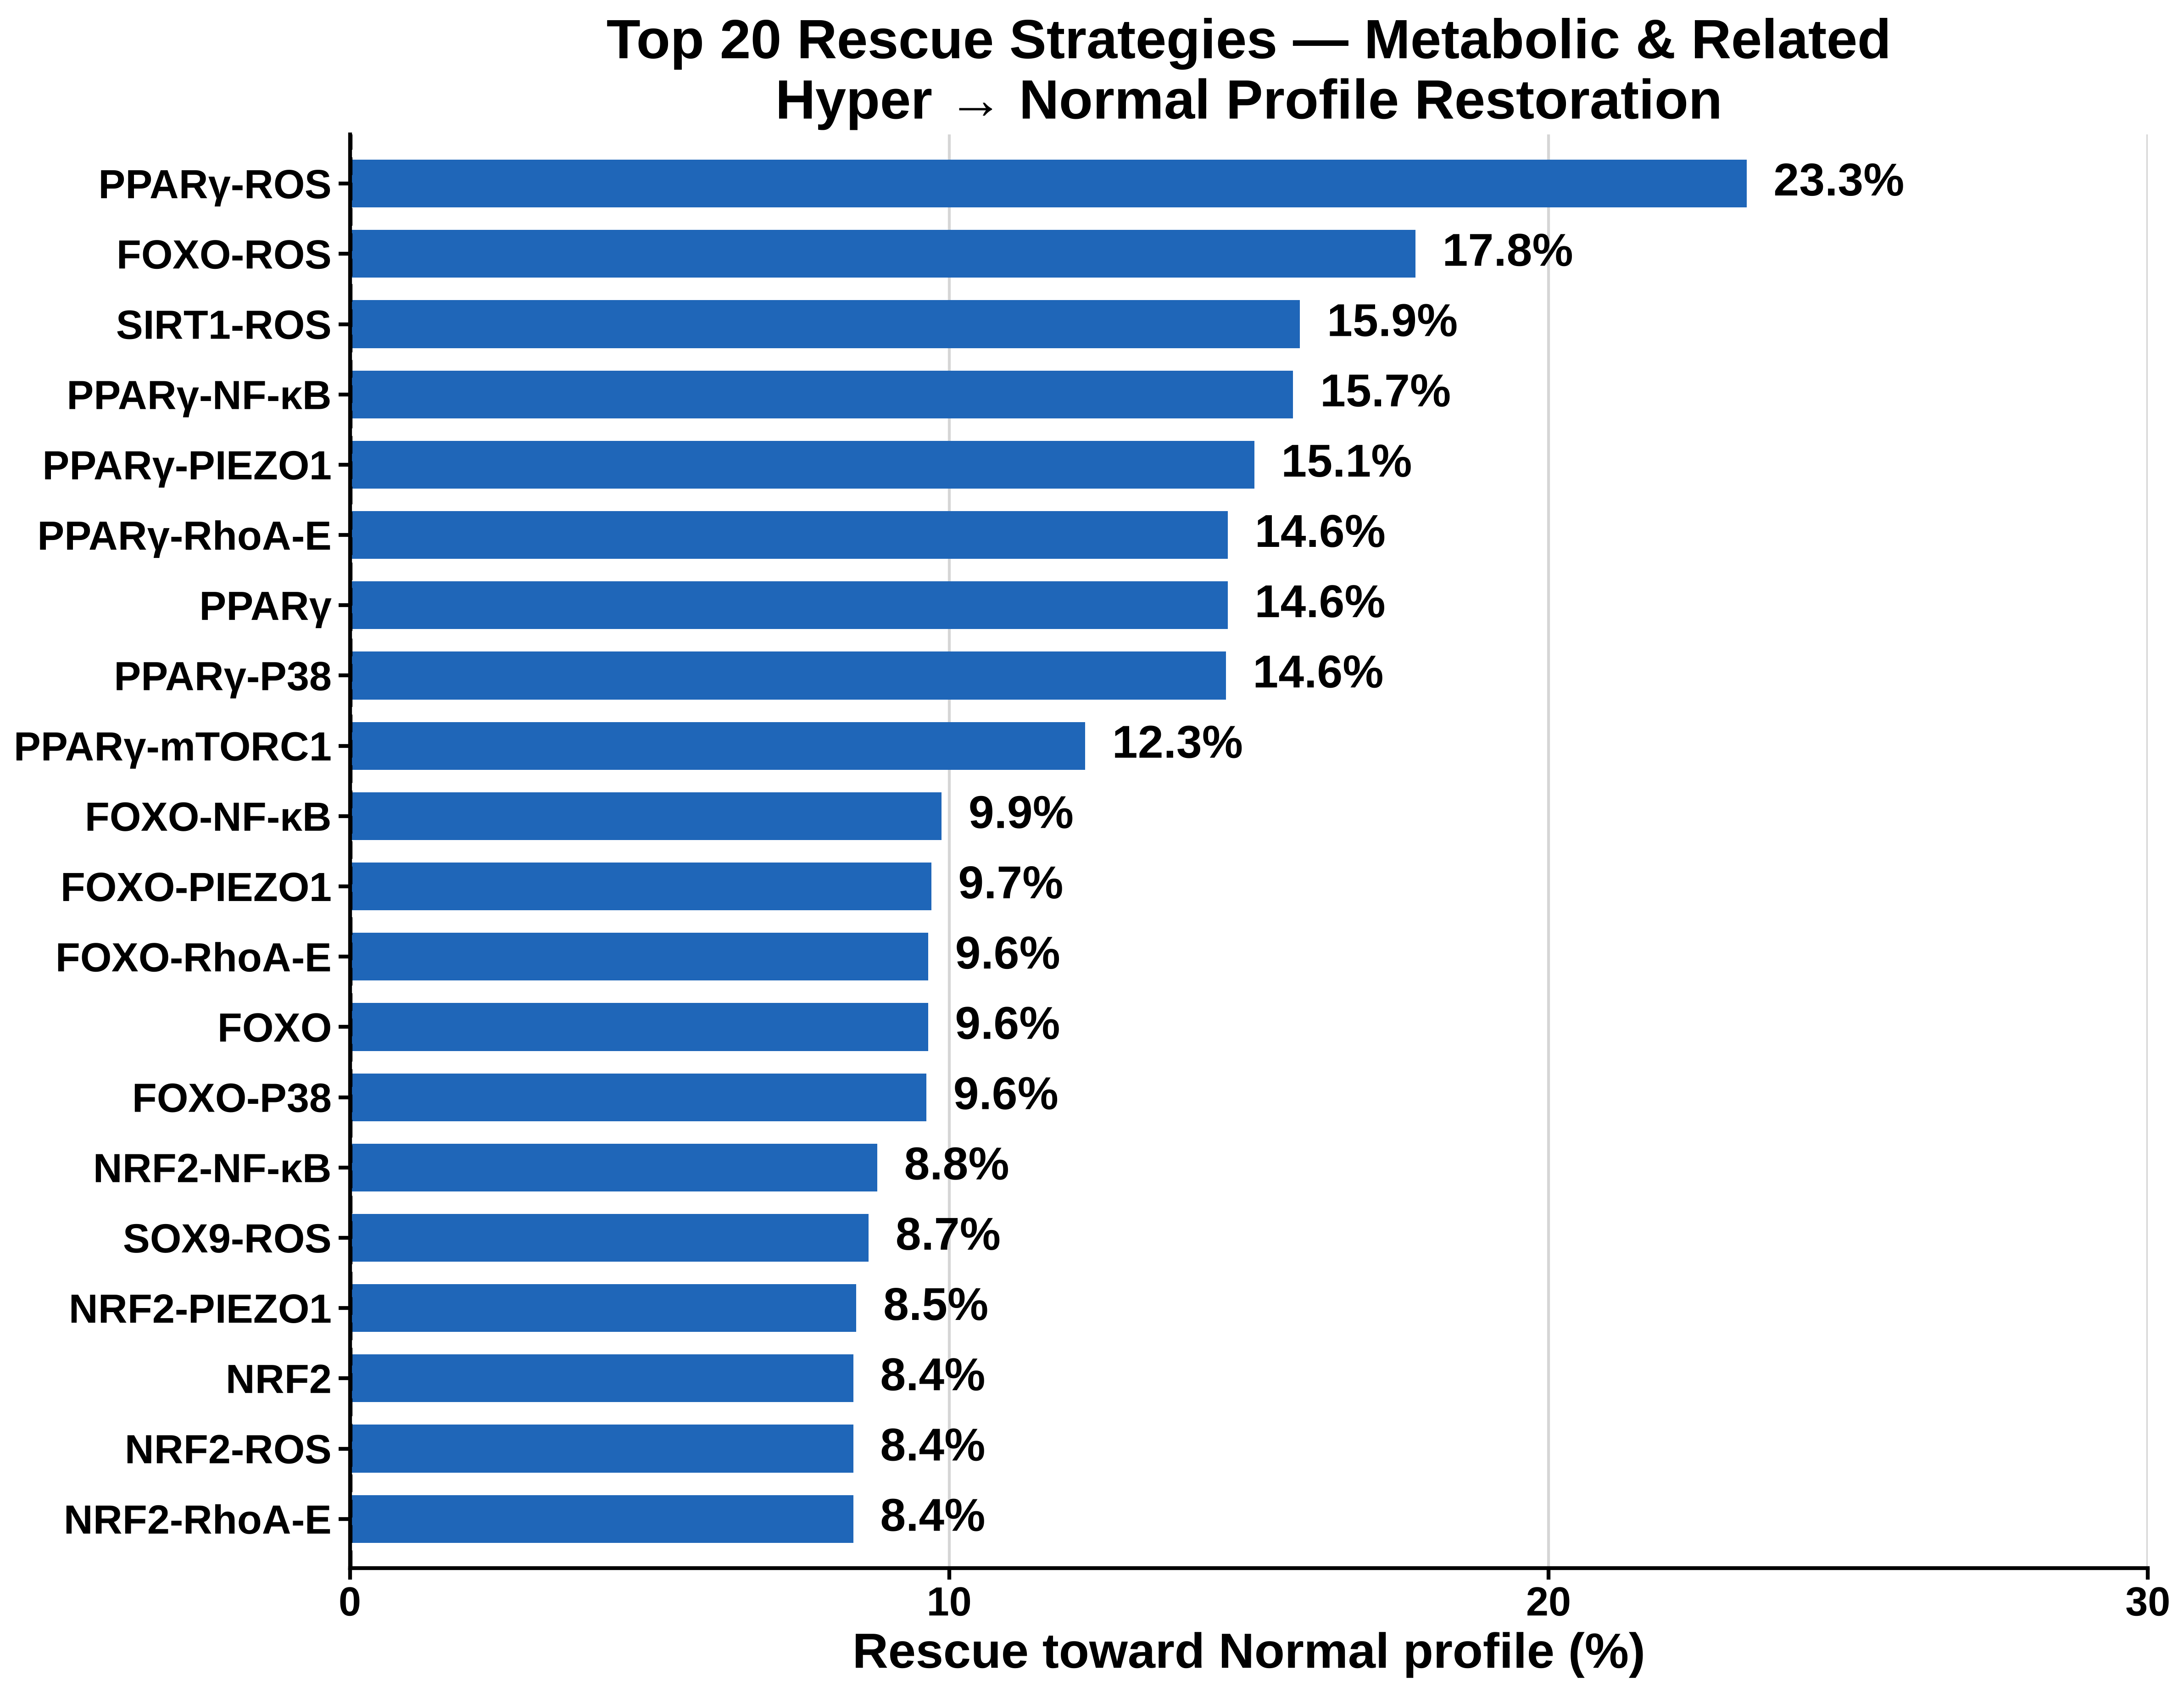 Top 20 Rescue Strategies — Metabolic & Related
Hyper → Normal Profile Restoration
PPARγ-ROS 23.3%
FOXO-ROS 17.8%
SIRT1-ROS 15.9%
PPARγ-NF-κB 15.7%
PPARγ-PIEZO1 15.1%
PPARγ-RhoA-E 14.6%
PPARγ 14.6%
PPARγ-P38 14.6%
PPARγ-mTORC1 12.3%
FOXO-NF-κB 9.9%
FOXO-PIEZO1 9.7%
FOXO-RhoA-E 9.6%
FOXO 9.6%
FOXO-P38 9.6%
NRF2-NF-κB 8.8%
SOX9-ROS 8.7%
NRF2-PIEZO1 8.5%
NRF2 8.4%
NRF2-ROS 8.4%
NRF2-RhoA-E 8.4%
0 10 20 30
Rescue toward Normal profile (%)